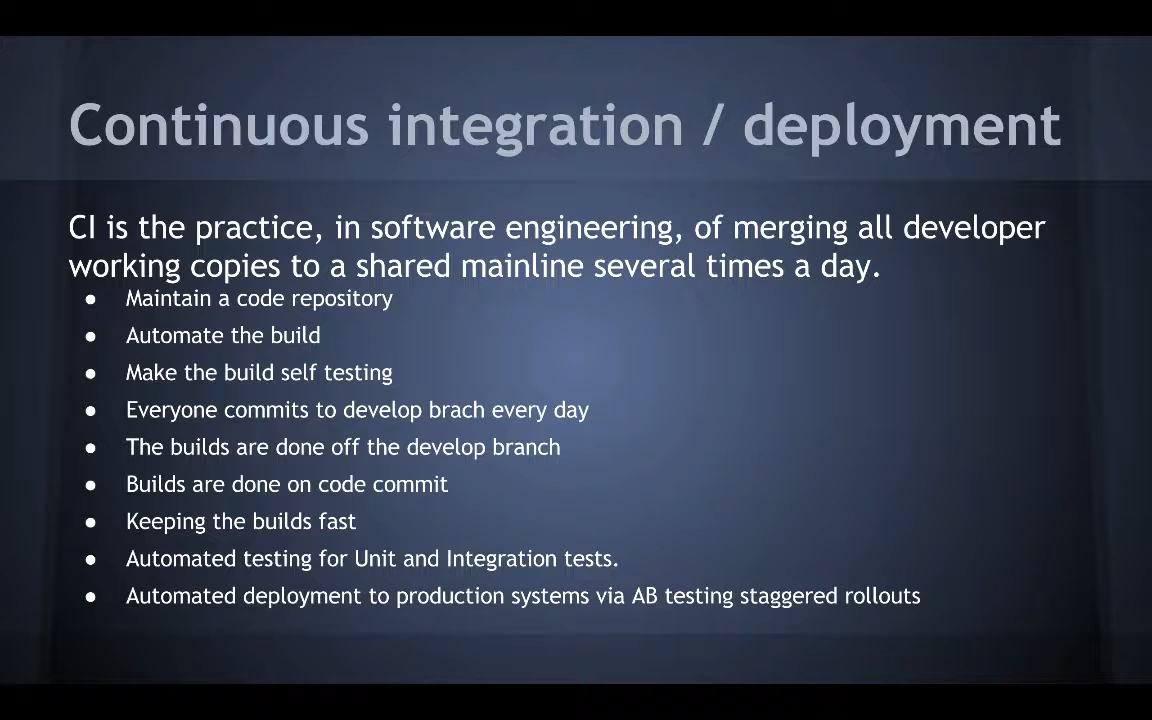 Continuous integration / deployment
CI is the practice, in software engineering, of merging all developer
working copies to a shared mainline several times a day.
● Maintain a code repository
● Automate the build
● Make the build self testing
● Everyone commits to develop brach every day
● The builds are done off the develop branch
● Builds are done on code commit
● Keeping the builds fast
● Automated testing for Unit and Integration tests.
● Automated deployment to production systems via AB testing staggered rollouts